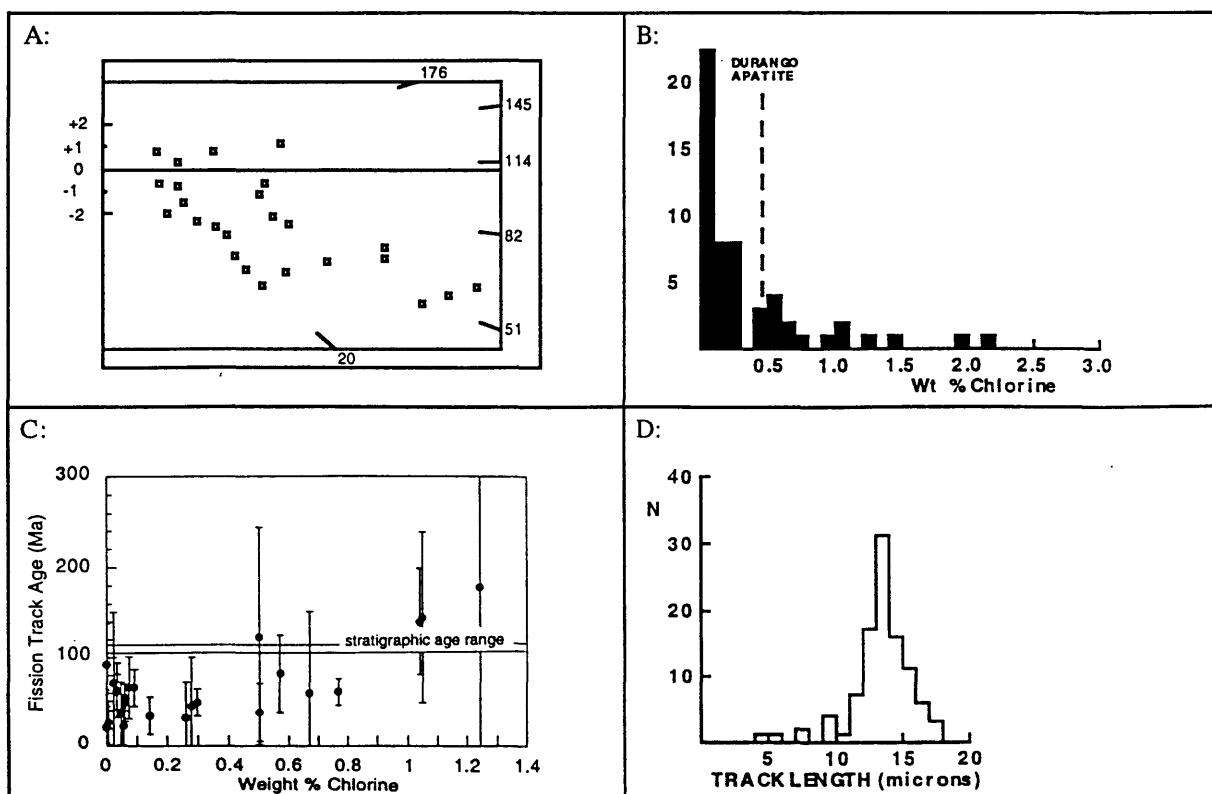 A:
176
145
+2
+1
114
0
-1
-2
82
51
20
B:
20
15
10
5
DURANGO
APATITE
0.5 1.0 1.5 2.0 2.5 3.0
Wt % Chlorine
C:
300
200
100
0
Fission Track Age (Ma)
stratigraphic age range
0 0.2 0.4 0.6 0.8 1 1.2 1.4
Weight % Chlorine
D:
40
N
30
20
10
5 10 15 20
TRACK LENGTH (microns)